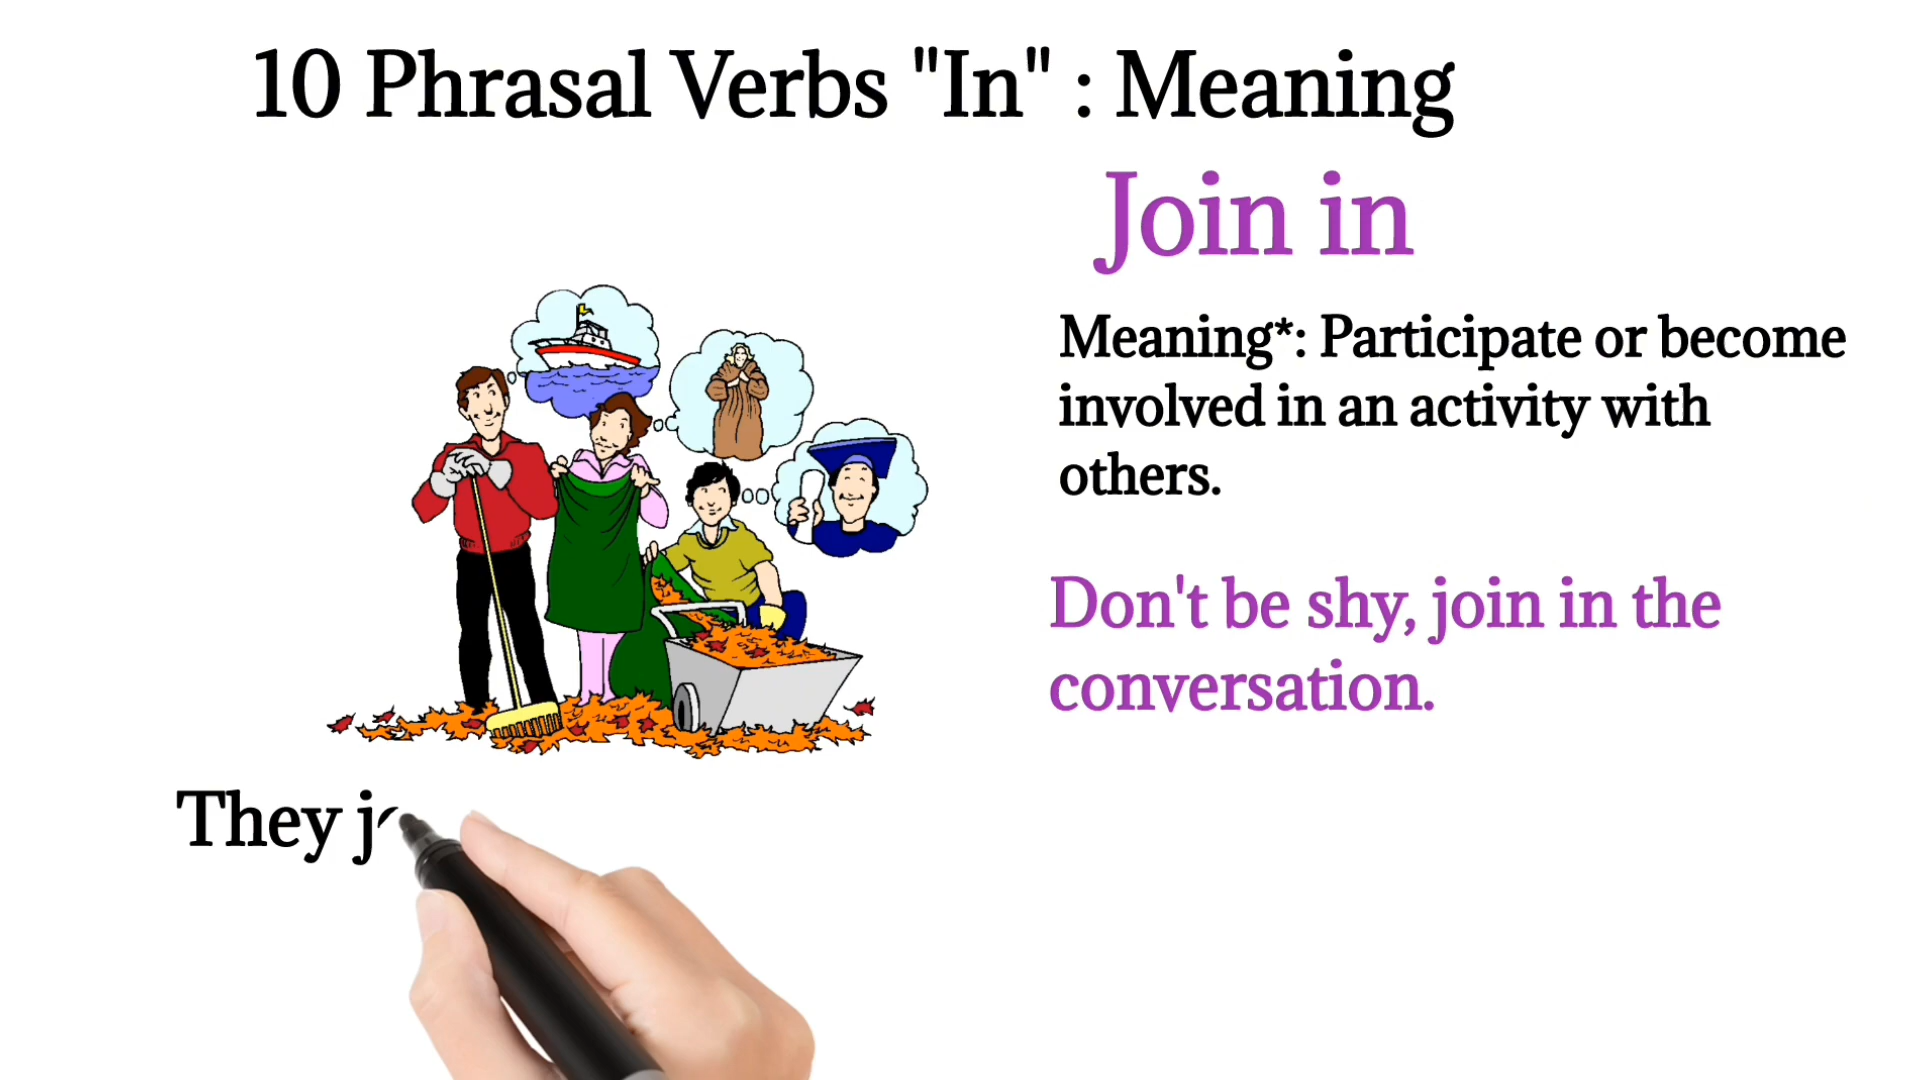 10 Phrasal Verbs "In" : Meaning
Join in
Meaning*: Participate or become
involved in an activity with
others.
Don't be shy, join in the
conversation.
They